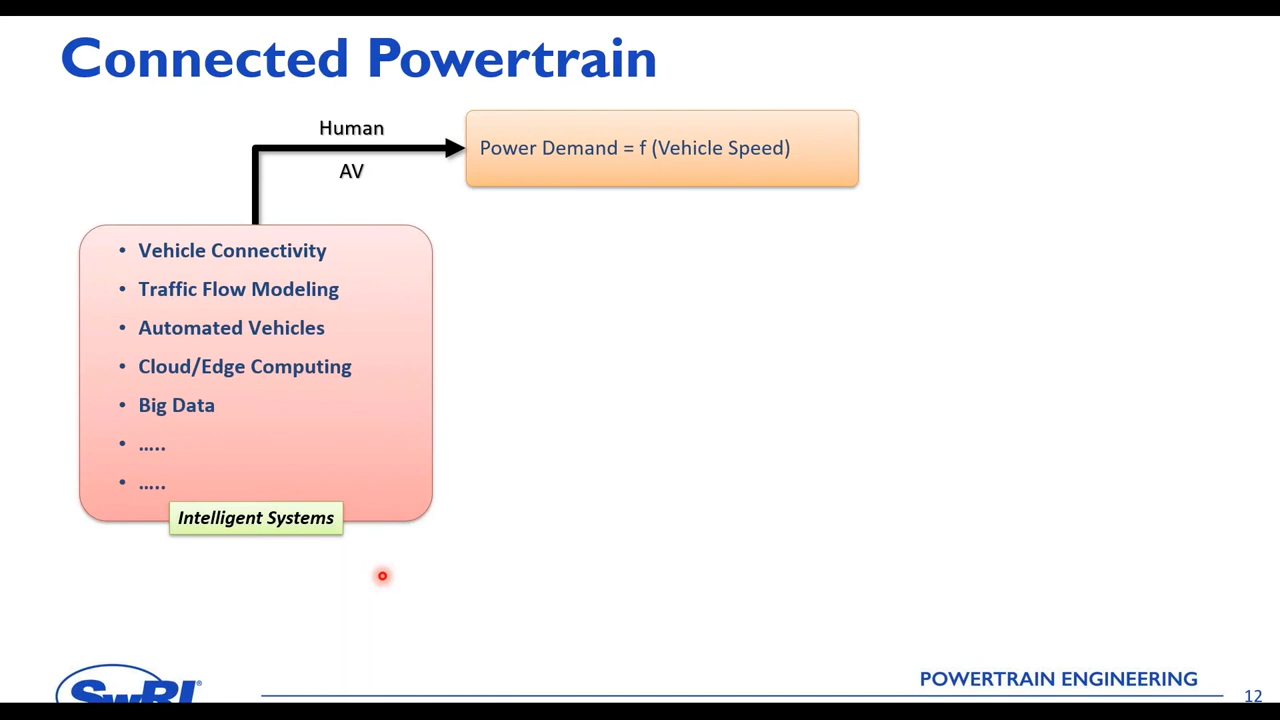 Connected Powertrain
Human
AV
Power Demand = f (Vehicle Speed)
• Vehicle Connectivity
• Traffic Flow Modeling
• Automated Vehicles
• Cloud/Edge Computing
• Big Data
• …..
• …..
Intelligent Systems
SwRI®
POWERTRAIN ENGINEERING
12